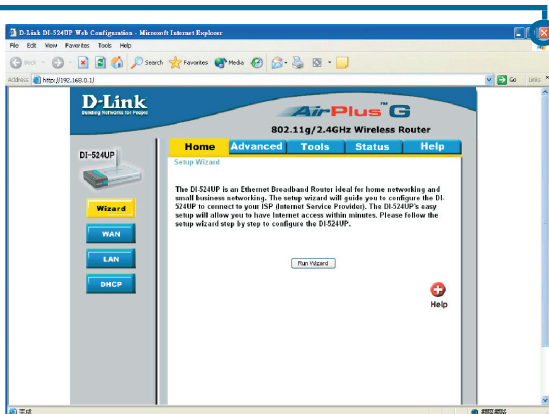 D-Link DI-524UP Web Configuration - Microsoft Internet Explorer
File Edit View Favorites Tools Help
Back Search Favorites Media
Address http://192.168.0.1/ Go Links
D-Link
Building Networks for People
AirPlus G™
802.11g/2.4GHz Wireless Router
DI-524UP
Home Advanced Tools Status Help
Setup Wizard
The DI-524UP is an Ethernet Broadband Router ideal for home networking and
small business networking. The setup wizard will guide you to configure the DI-
524UP to connect to your ISP (Internet Service Provider). The DI-524UP's easy
setup will allow you to have Internet access within minutes. Please follow the
setup wizard step by step to configure the DI-524UP.
Wizard
WAN
LAN
DHCP
Run Wizard
Help
完成